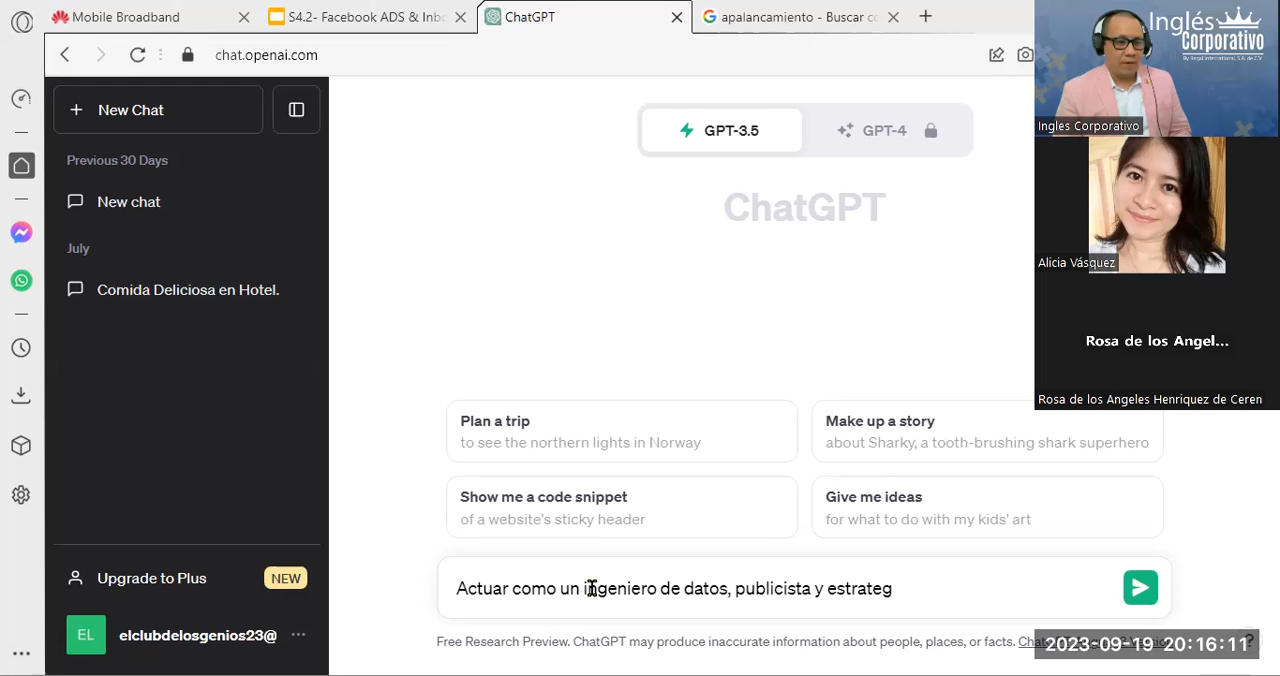 Mobile Broadband
S4.2- Facebook ADS & Inb
ChatGPT
apalancamiento - Buscar co
chat.openai.com
New Chat
Previous 30 Days
New chat
July
Comida Deliciosa en Hotel.
Upgrade to Plus
NEW
EL
elclubdelosgenios23@
GPT-3.5
GPT-4
ChatGPT
Plan a trip
to see the northern lights in Norway
Make up a story
about Sharky, a tooth-brushing shark superhero
Show me a code snippet
of a website's sticky header
Give me ideas
for what to do with my kids' art
Actuar como un ingeniero de datos, publicista y estrateg
Free Research Preview. ChatGPT may produce inaccurate information about people, places, or facts.
2023-09-19 20:16:11
Inglés
Corporativo
By Regal International, S.A. de C.V.
Ingles Corporativo
Alicia Vásquez
Rosa de los Angel...
Rosa de los Angeles Henriquez de Ceren